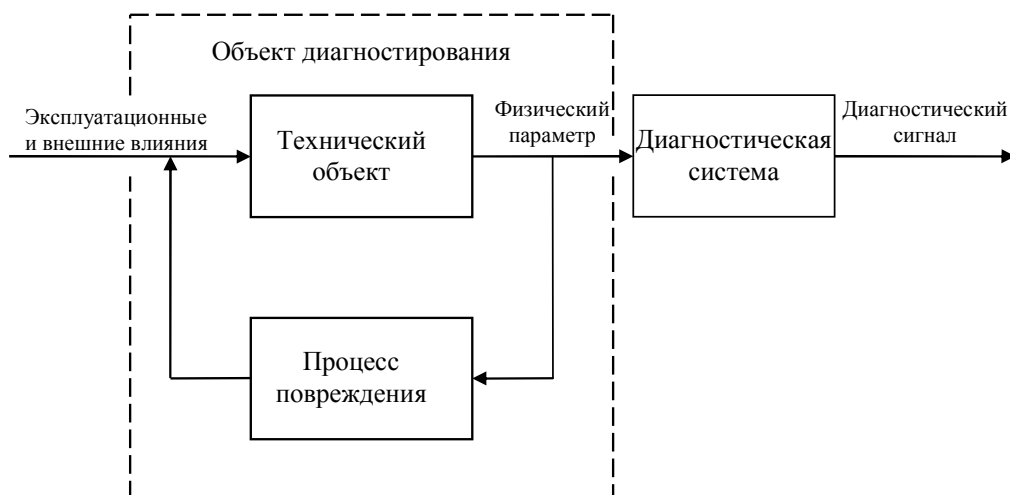 Объект диагностирования
Эксплуатационные
и внешние влияния
Технический
объект
Физический
параметр
Диагностическая
система
Диагностический
сигнал
Процесс
повреждения